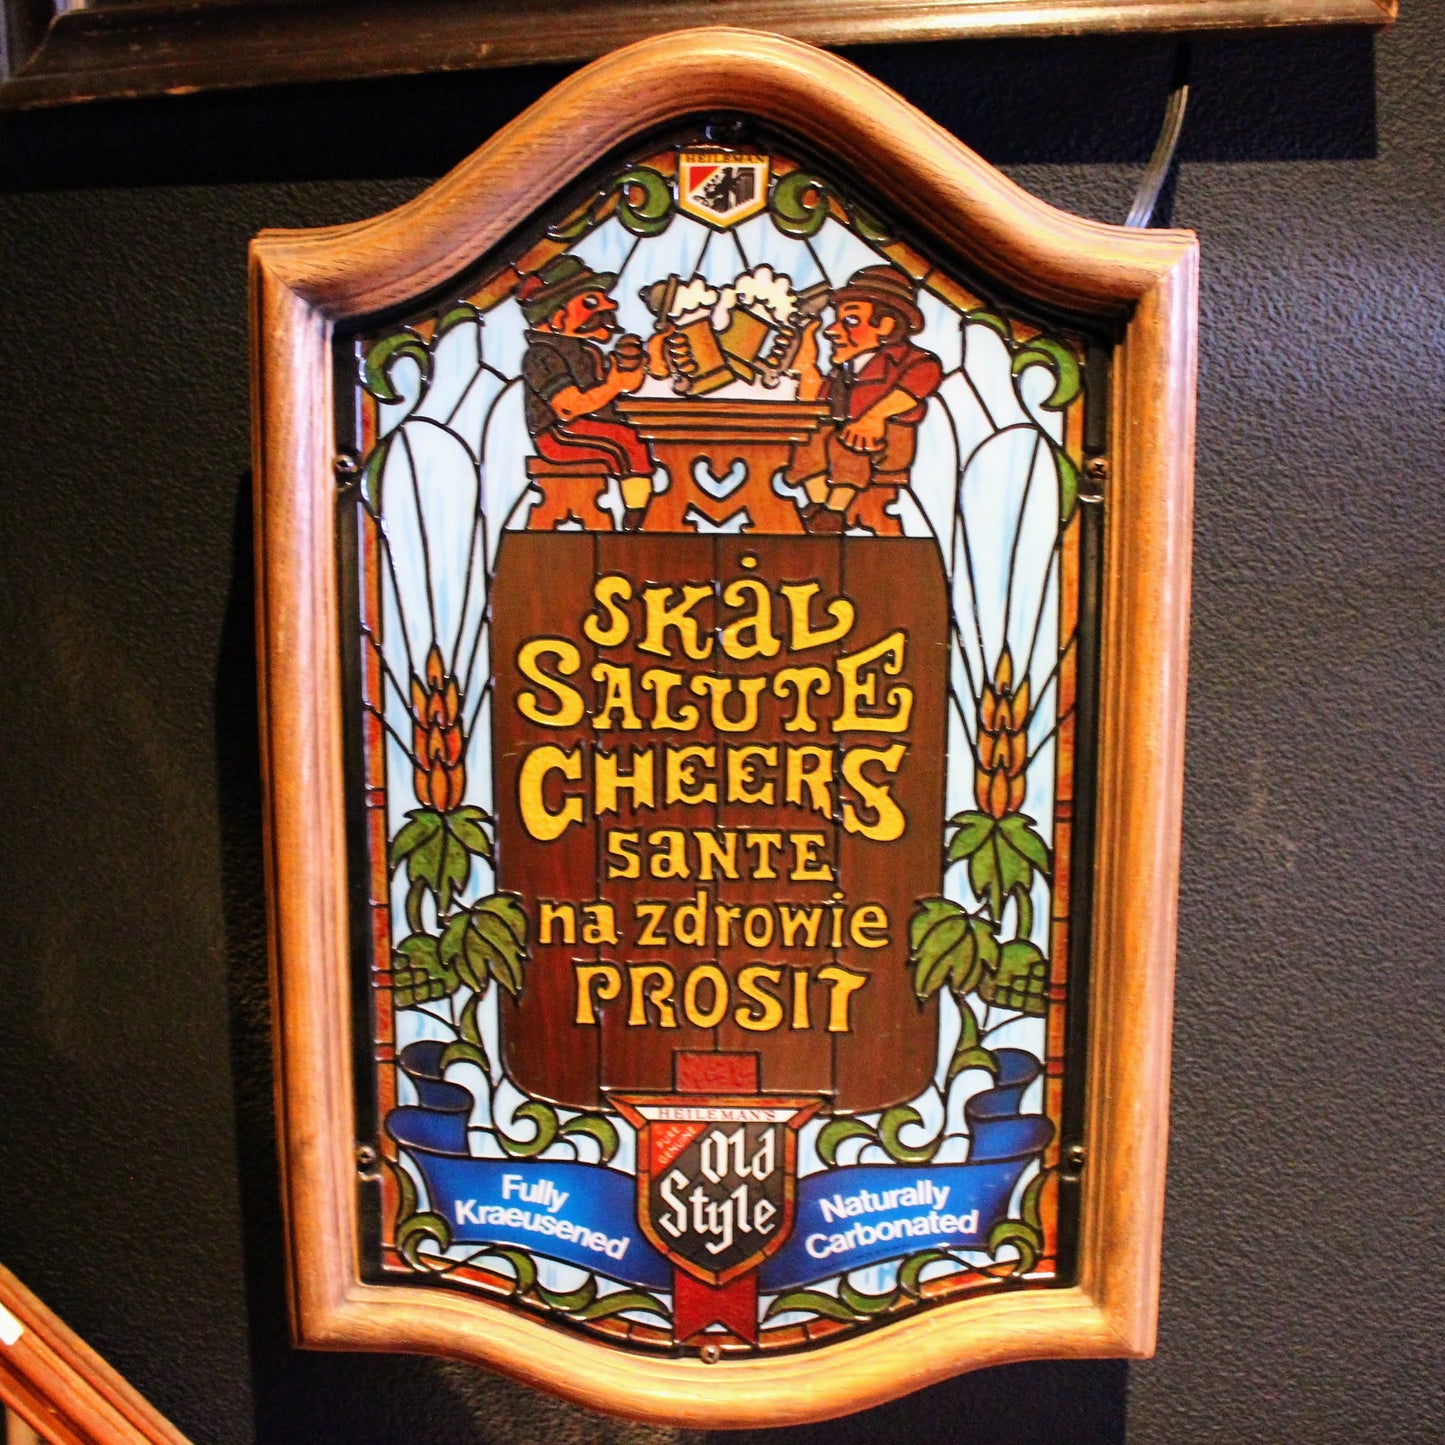 HEILEMAN
Skål
SALUTE
CHEERS
SaNTE
na zdrowie
PROSIT
HEILEMAN'S
PURE
GENUINE
Old
Style
Fully
Kraeusened
Naturally
Carbonated